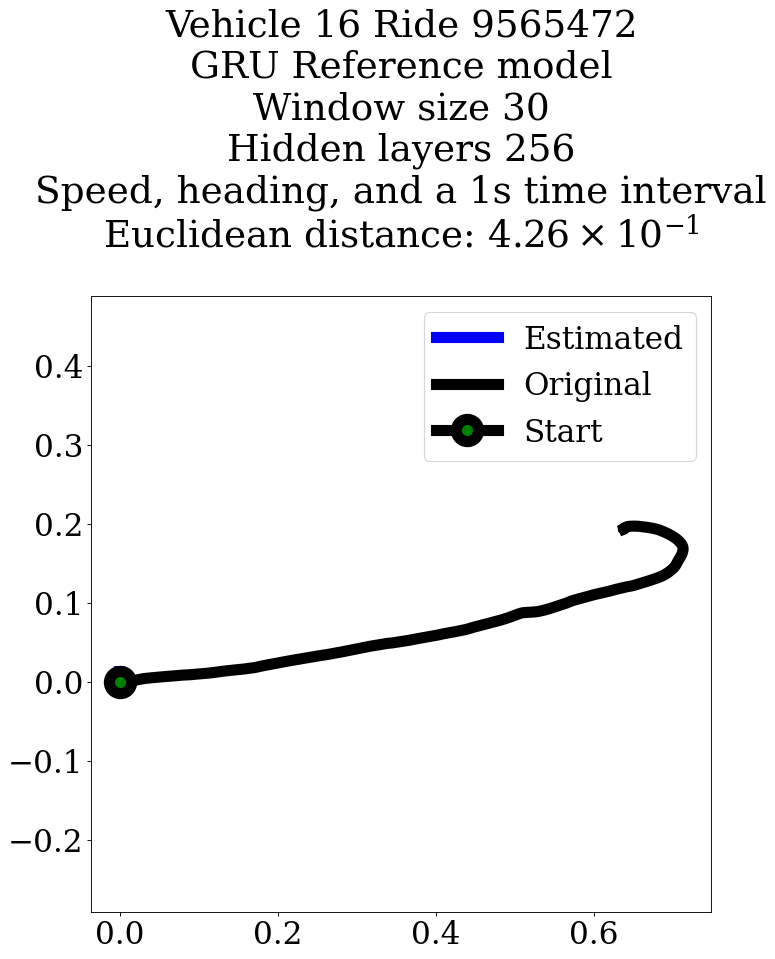 Vehicle 16 Ride 9565472
GRU Reference model
Window size 30
Hidden layers 256
Speed, heading, and a 1s time interval
Euclidean distance: 4.26 × 10⁻¹
Estimated
Original
Start
0.4
0.3
0.2
0.1
0.0
−0.1
−0.2
0.0 0.2 0.4 0.6